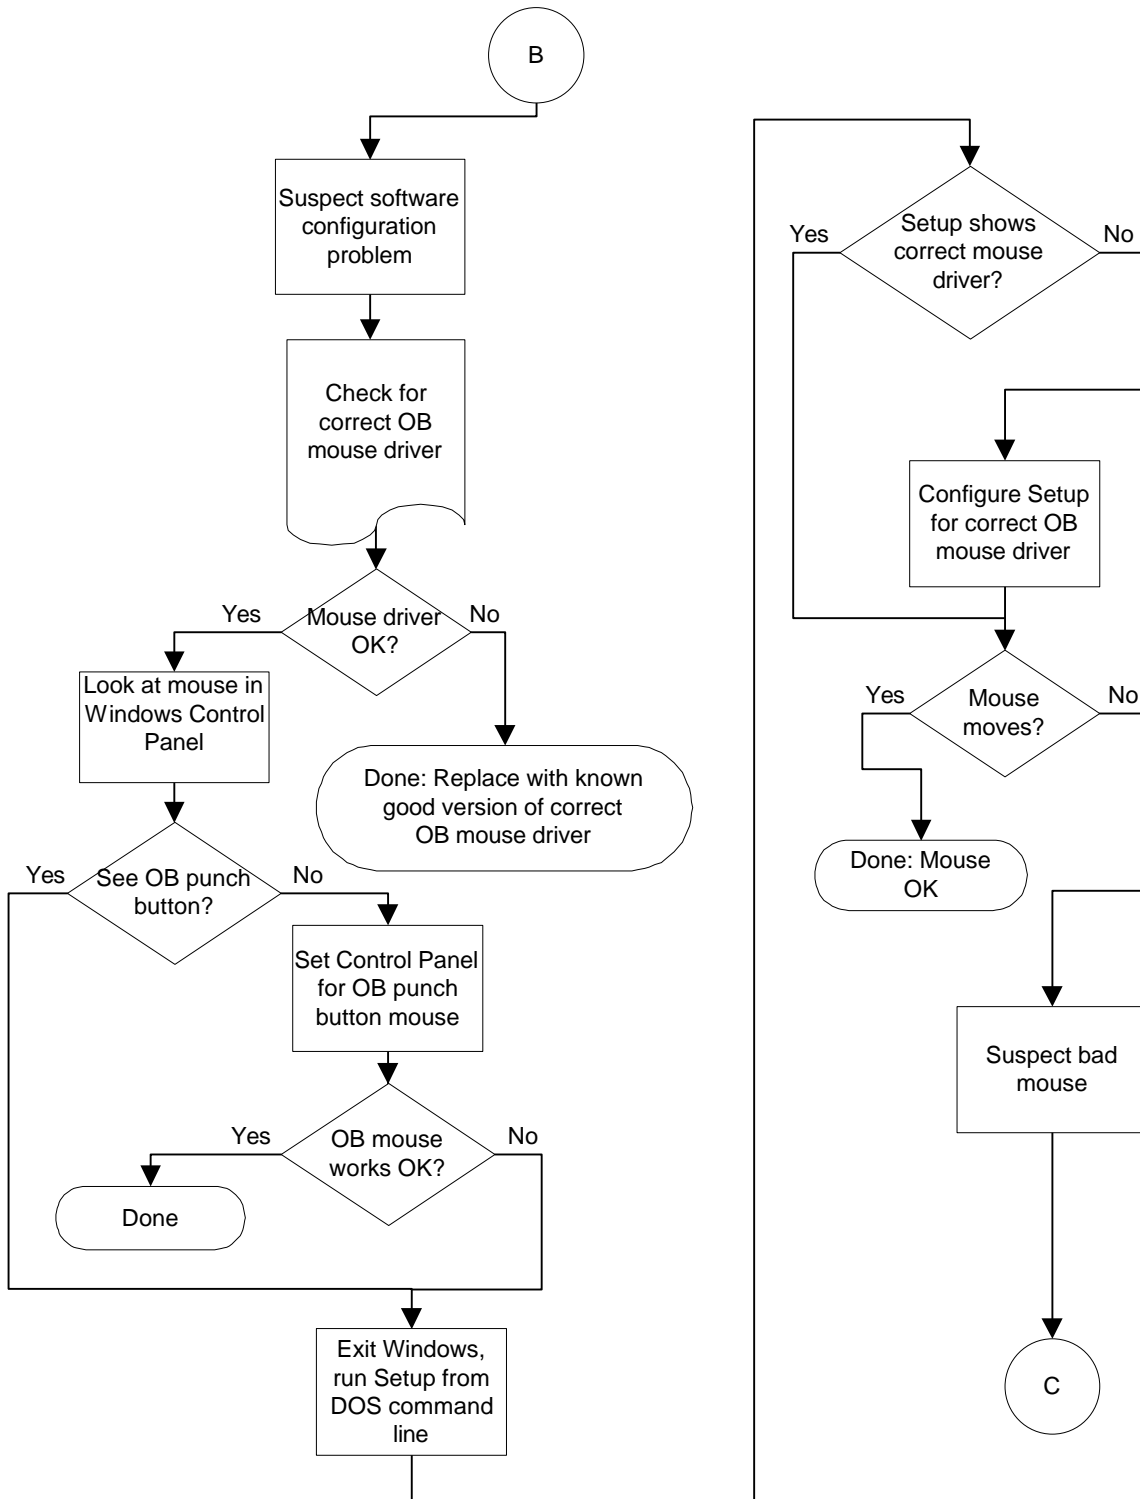 B
Suspect software
configuration
problem
Check for
correct OB
mouse driver
Yes
Mouse driver
OK?
No
Look at mouse in
Windows Control
Panel
Done: Replace with known
good version of correct
OB mouse driver
Yes
See OB punch
button?
No
Set Control Panel
for OB punch
button mouse
Yes
OB mouse
works OK?
No
Done
Exit Windows,
run Setup from
DOS command
line
Yes
Setup shows
correct mouse
driver?
No
Configure Setup
for correct OB
mouse driver
Yes
Mouse
moves?
No
Done: Mouse
OK
Suspect bad
mouse
C